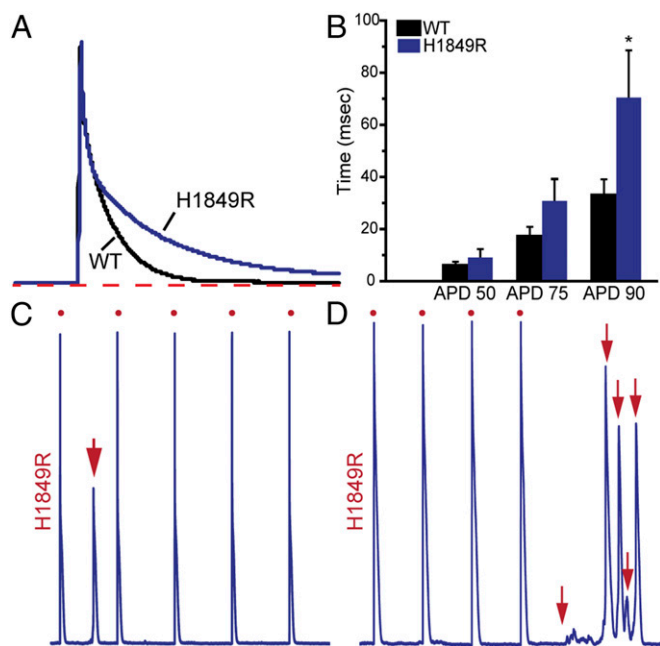 A
H1849R
WT
B
WT
H1849R
*
Time (msec)
100
80
60
40
20
0
APD 50 APD 75 APD 90
C
H1849R
D
H1849R